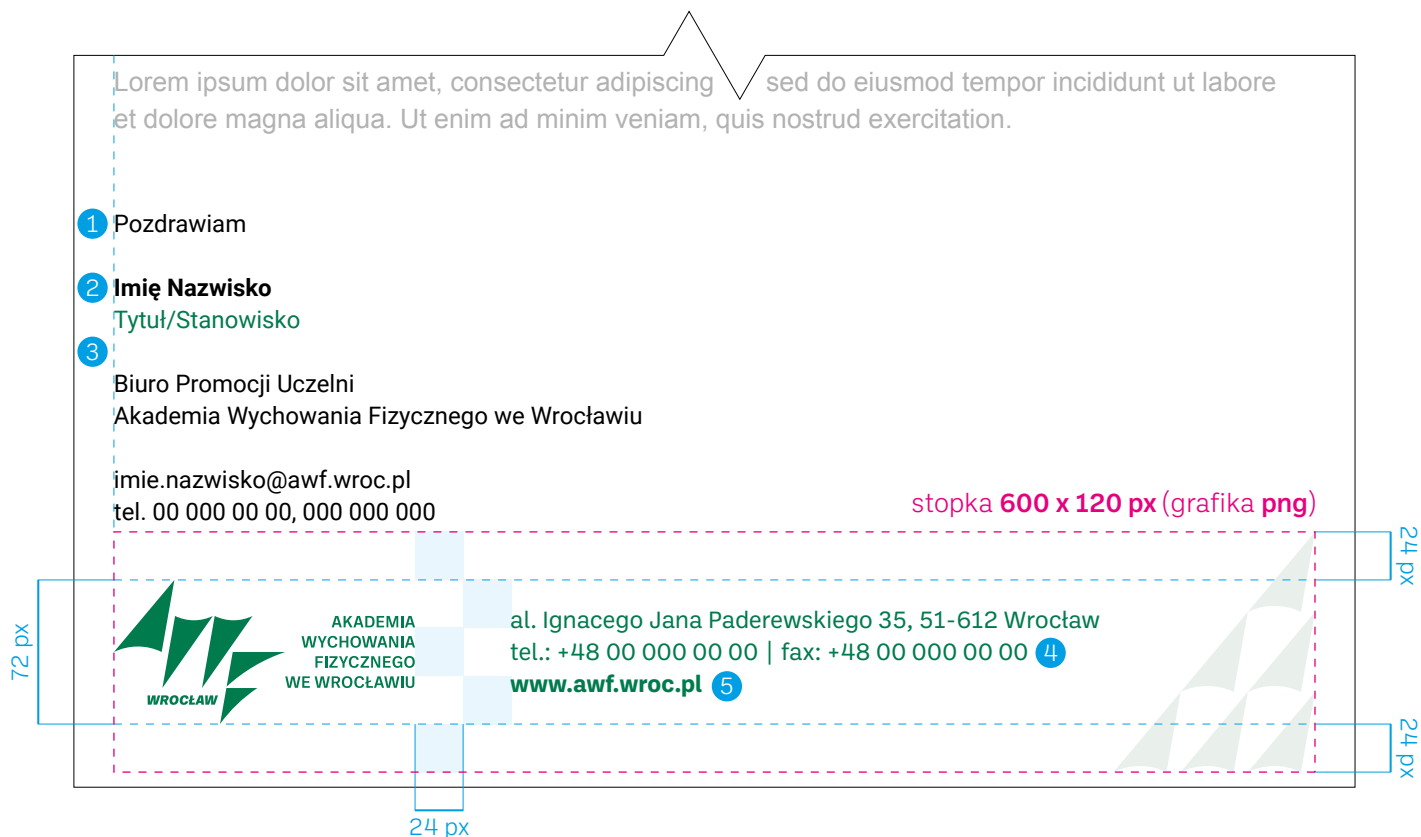 Lorem ipsum dolor sit amet, consectetur adipiscing sed do eiusmod tempor incididunt ut labore
et dolore magna aliqua. Ut enim ad minim veniam, quis nostrud exercitation.
1 Pozdrawiam
2 Imię Nazwisko
Tytuł/Stanowisko
3
Biuro Promocji Uczelni
Akademia Wychowania Fizycznego we Wrocławiu
imie.nazwisko@awf.wroc.pl
tel. 00 000 00 00, 000 000 000
stopka 600 x 120 px (grafika png)
24 px
72 px
WROCŁAW
AKADEMIA
WYCHOWANIA
FIZYCZNEGO
WE WROCŁAWIU
al. Ignacego Jana Paderewskiego 35, 51-612 Wrocław
tel.: +48 00 000 00 00 | fax: +48 00 000 00 00 4
www.awf.wroc.pl 5
24 px
24 px